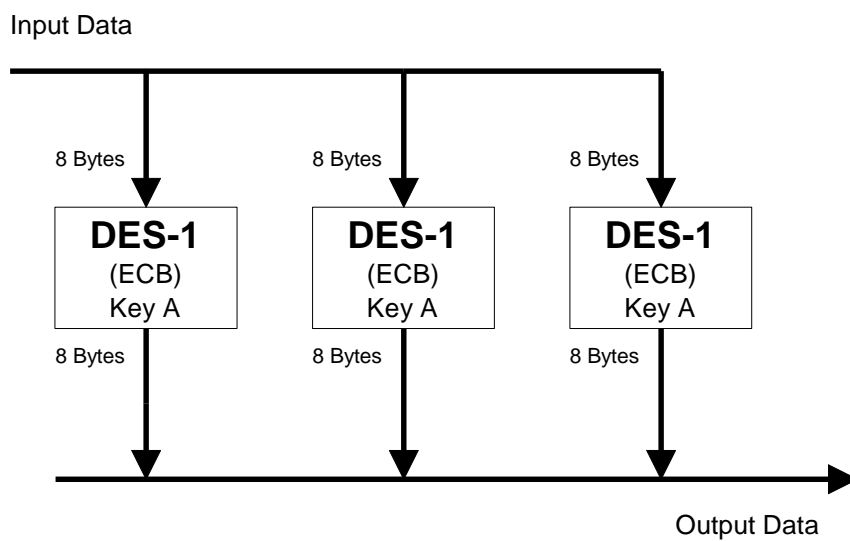 Input Data
8 Bytes
8 Bytes
8 Bytes
DES-1
(ECB)
Key A
DES-1
(ECB)
Key A
DES-1
(ECB)
Key A
8 Bytes
8 Bytes
8 Bytes
Output Data